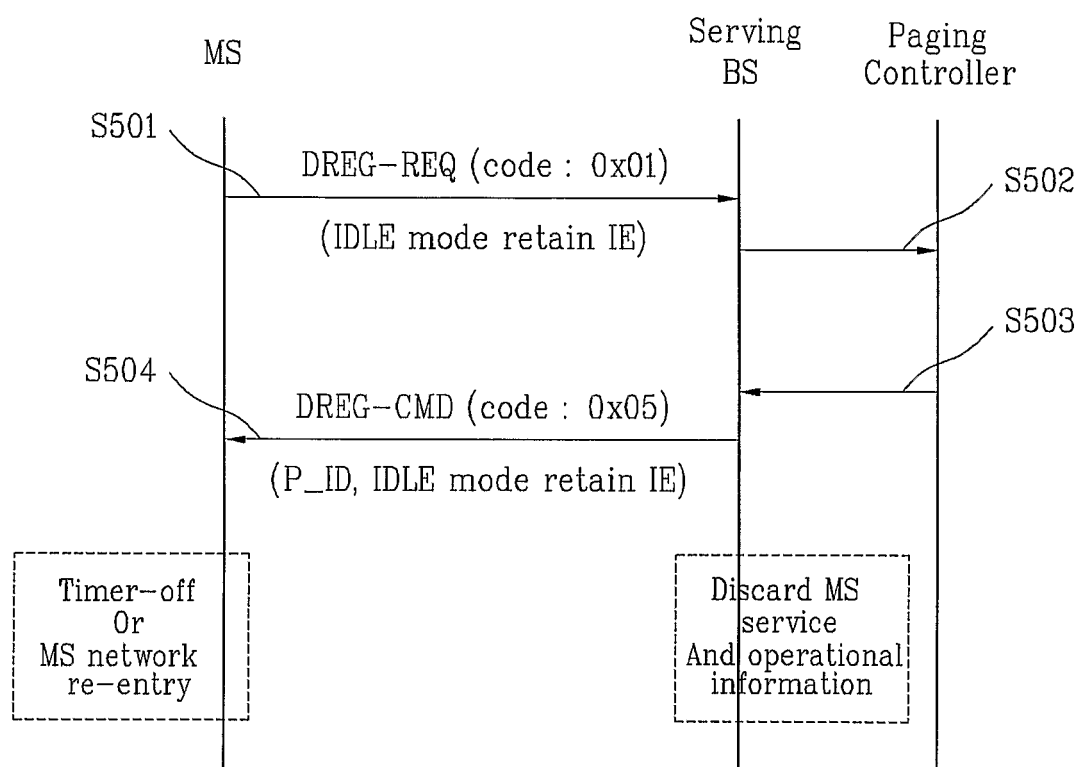 MS
Serving
BS
Paging
Controller
S501
DREG-REQ (code : 0x01)
(IDLE mode retain IE)
S502
S503
S504
DREG-CMD (code : 0x05)
(P_ID, IDLE mode retain IE)
Timer-off
Or
MS network
re-entry
Discard MS
service
And operational
information